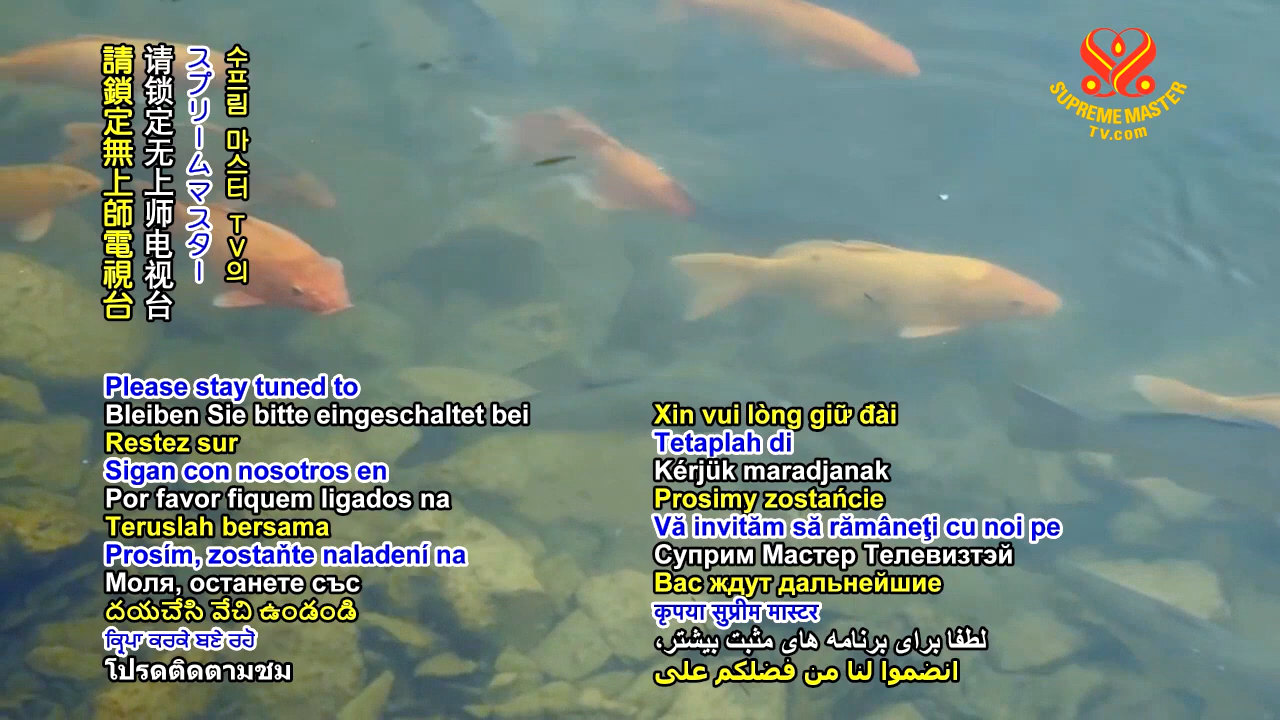 請鎖定無上師電視台
请锁定无上师电视台
スプリームマスター
수프림 마스터 TV의
SUPREME MASTER
TV.com
Please stay tuned to
Bleiben Sie bitte eingeschaltet bei
Restez sur
Sigan con nosotros en
Por favor fiquem ligados na
Teruslah bersama
Prosím, zostaňte naladení na
Моля, останете със
దయచేసి వేచి ఉండండి
ਕ੍ਰਿਪਾ ਕਰਕੇ ਬਣੇ ਰਹੋ
โปรดติดตามชม
Xin vui lòng giữ đài
Tetaplah di
Kérjük maradjanak
Prosimy zostańcie
Vă invităm să rămâneţi cu noi pe
Суприм Мастер Телевизтэй
Вас ждут дальнейшие
कृपया सुप्रीम मास्टर
لطفا برای برنامه های مثبت بیشتر،
انضموا لنا من فضلكم على